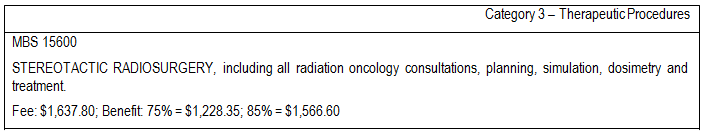 Category 3 – Therapeutic Procedures
MBS 15600
STEREOTACTIC RADIOSURGERY, including all radiation oncology consultations, planning, simulation, dosimetry and
treatment.
Fee: $1,637.80; Benefit: 75% = $1,228.35; 85% = $1,566.60